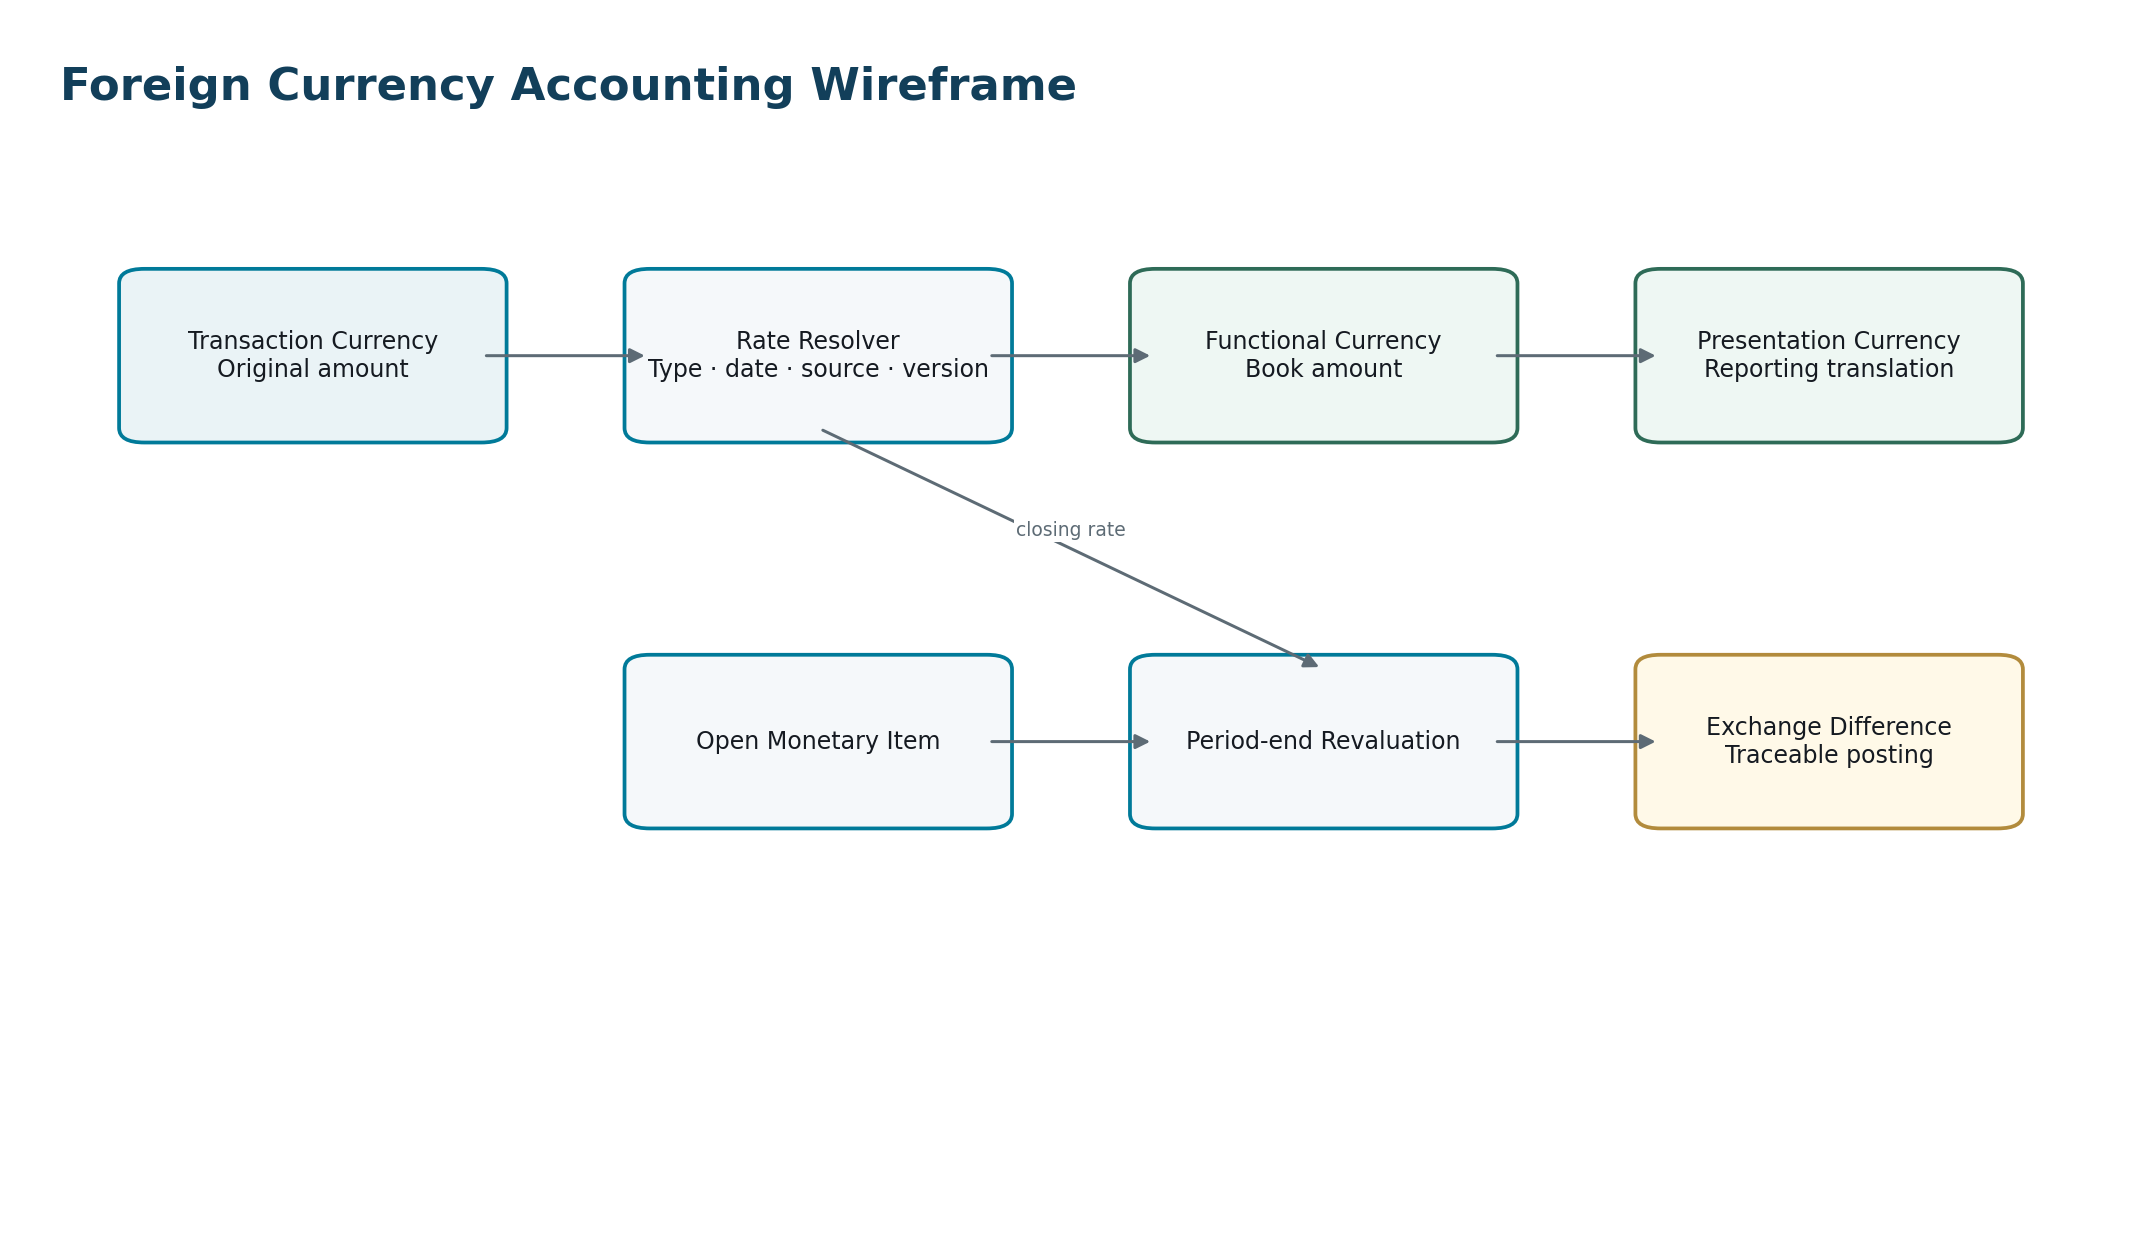 Foreign Currency Accounting Wireframe
Transaction Currency
Original amount
Rate Resolver
Type · date · source · version
Functional Currency
Book amount
Presentation Currency
Reporting translation
closing rate
Open Monetary Item
Period-end Revaluation
Exchange Difference
Traceable posting